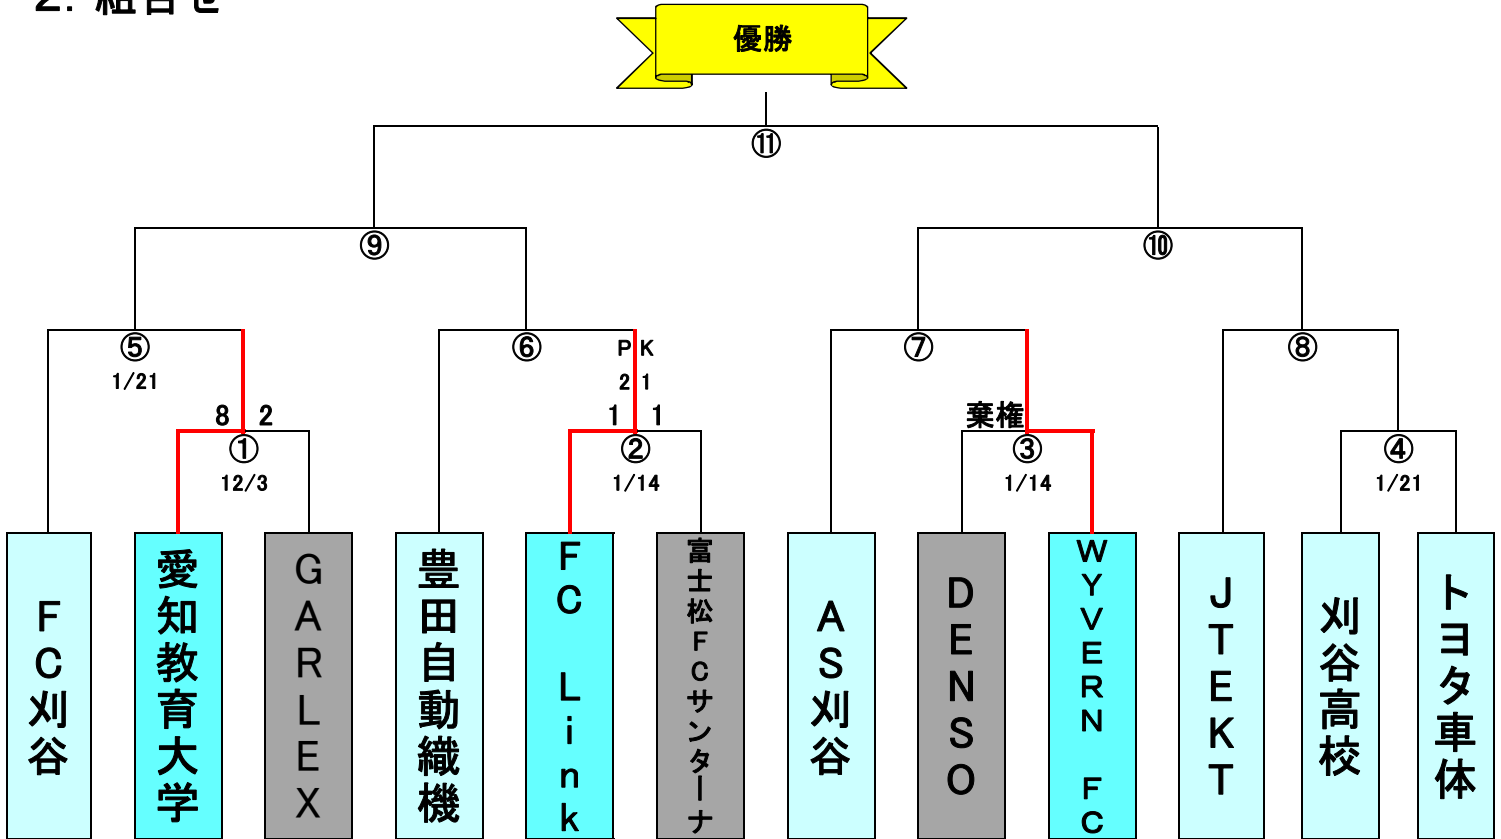 2. 組合せ
優勝
⑪
⑨
⑩
⑤
⑥
PK
⑦
⑧
1/21
2 1
8 2
1 1
棄権
①
②
③
④
12/3
1/14
1/14
1/21
FC刈谷
愛知教育大学
GARLEX
豊田自動織機
FC Link
富士松FCサンターナ
AS刈谷
DENSO
WYVERN FC
JTEKT
刈谷高校
トヨタ車体